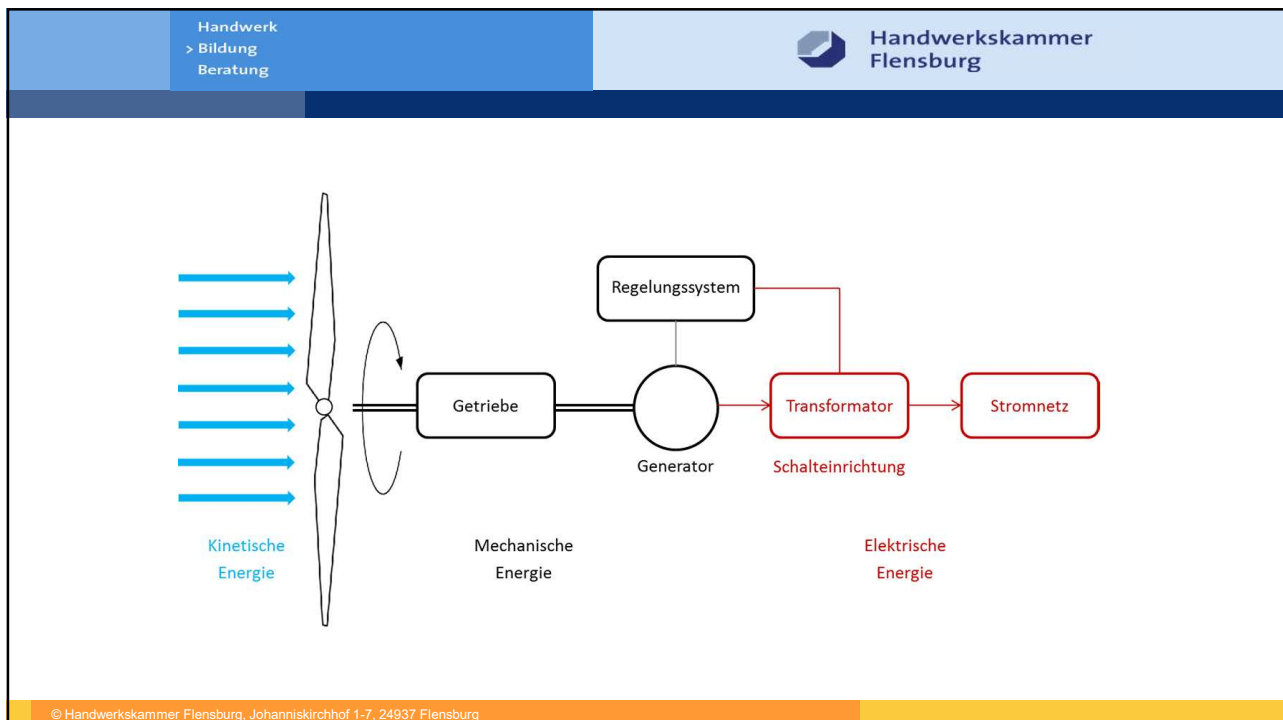 Handwerk
> Bildung
Beratung
Handwerkskammer
Flensburg
Regelungssystem
Getriebe
Transformator
Stromnetz
Generator
Schalteinrichtung
Kinetische
Energie
Mechanische
Energie
Elektrische
Energie
© Handwerkskammer Flensburg, Johanniskirchhof 1-7, 24937 Flensburg